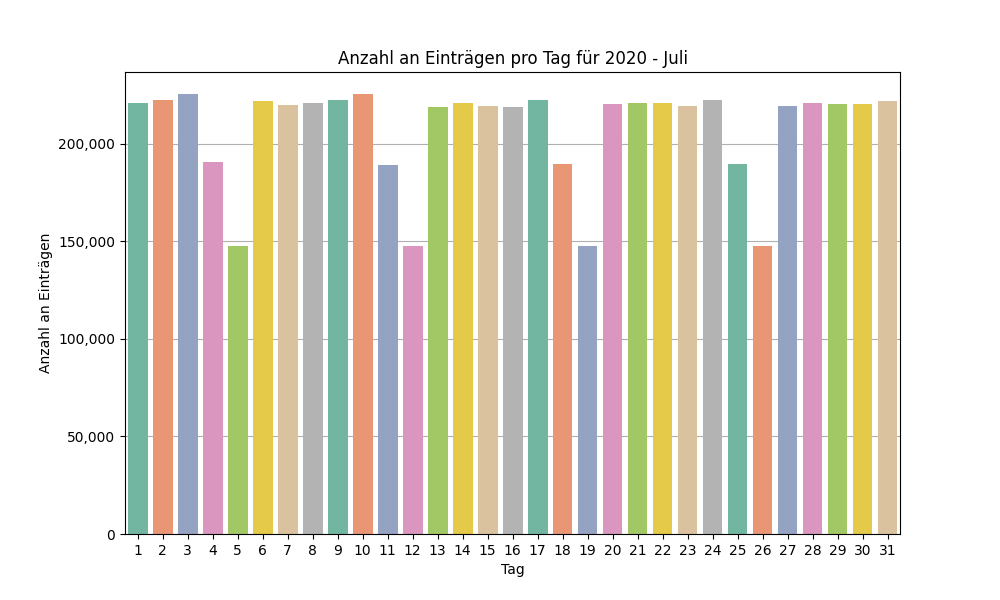 Anzahl an Einträgen pro Tag für 2020 - Juli
Anzahl an Einträgen
200,000
150,000
100,000
50,000
0
1 2 3 4 5 6 7 8 9 10 11 12 13 14 15 16 17 18 19 20 21 22 23 24 25 26 27 28 29 30 31
Tag